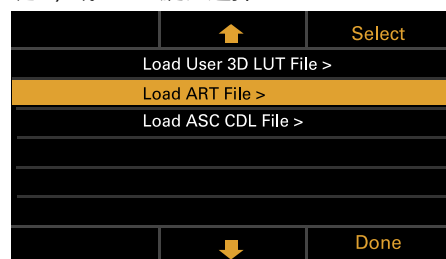 Select
Load User 3D LUT File >
Load ART File >
Load ASC CDL File >
Done